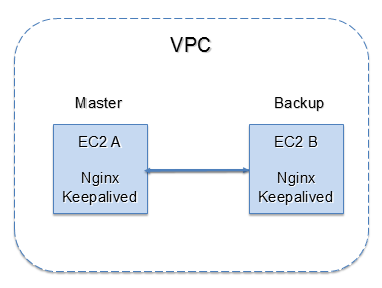 VPC
Master
Backup
EC2 A
EC2 B
Nginx
Keepalived
Nginx
Keepalived